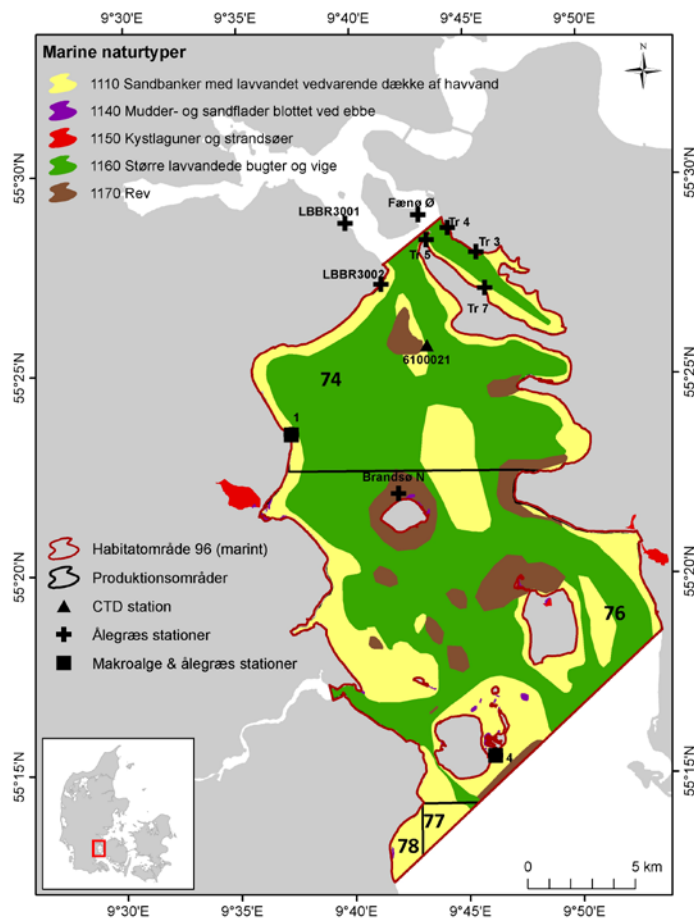 9°30'E 9°35'E 9°40'E 9°45'E 9°50'E
Marine naturtyper
N
1110 Sandbanker med lavvandet vedvarende dække af havvand
1140 Mudder- og sandflader blottet ved ebbe
1150 Kystlaguner og strandsøer
1160 Større lavvandede bugter og vige
1170 Rev
55°30'N
55°30'N
LBBR3001
Fænø Ø
Tr 4
Tr 5
Tr 3
LBBR3002
Tr 7
6100021
55°25'N
74
55°25'N
1
Brandsø N
Habitatområde 96 (marint)
Produktionsområder
CTD station
Ålegræs stationer
Makroalge & ålegræs stationer
55°20'N
55°20'N
76
4
55°15'N
55°15'N
77
78
0 5 km
9°30'E 9°35'E 9°40'E 9°45'E 9°50'E